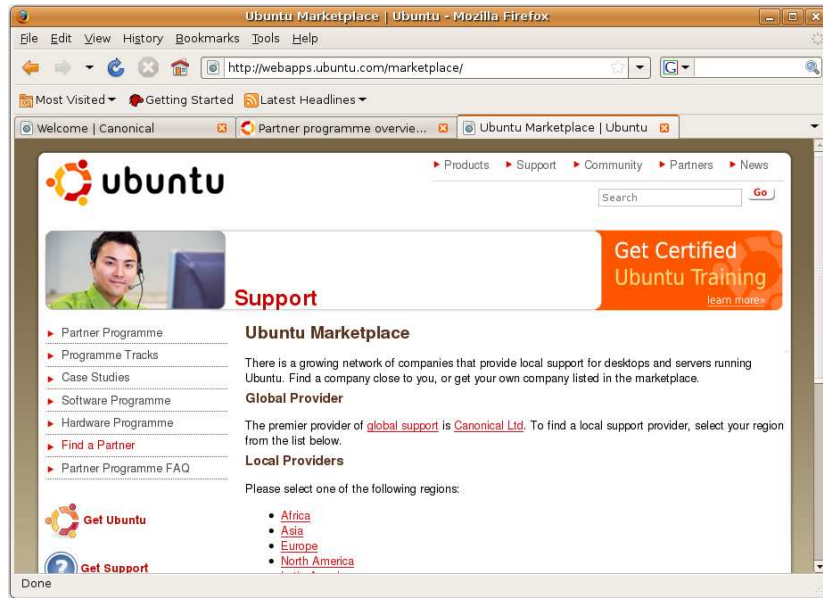 Ubuntu Marketplace | Ubuntu - Mozilla Firefox
File Edit View History Bookmarks Tools Help
http://webapps.ubuntu.com/marketplace/
G
Most Visited Getting Started Latest Headlines
Welcome | Canonical Partner programme overvie... Ubuntu Marketplace | Ubuntu
ubuntu
Products Support Community Partners News
Search Go
Support
Get Certified
Ubuntu Training
learn more»
Partner Programme
Programme Tracks
Case Studies
Software Programme
Hardware Programme
Find a Partner
Partner Programme FAQ
Get Ubuntu
Get Support
Ubuntu Marketplace
There is a growing network of companies that provide local support for desktops and servers running
Ubuntu. Find a company close to you, or get your own company listed in the marketplace.
Global Provider
The premier provider of global support is Canonical Ltd. To find a local support provider, select your region
from the list below.
Local Providers
Please select one of the following regions:
Africa
Asia
Europe
North America
Done